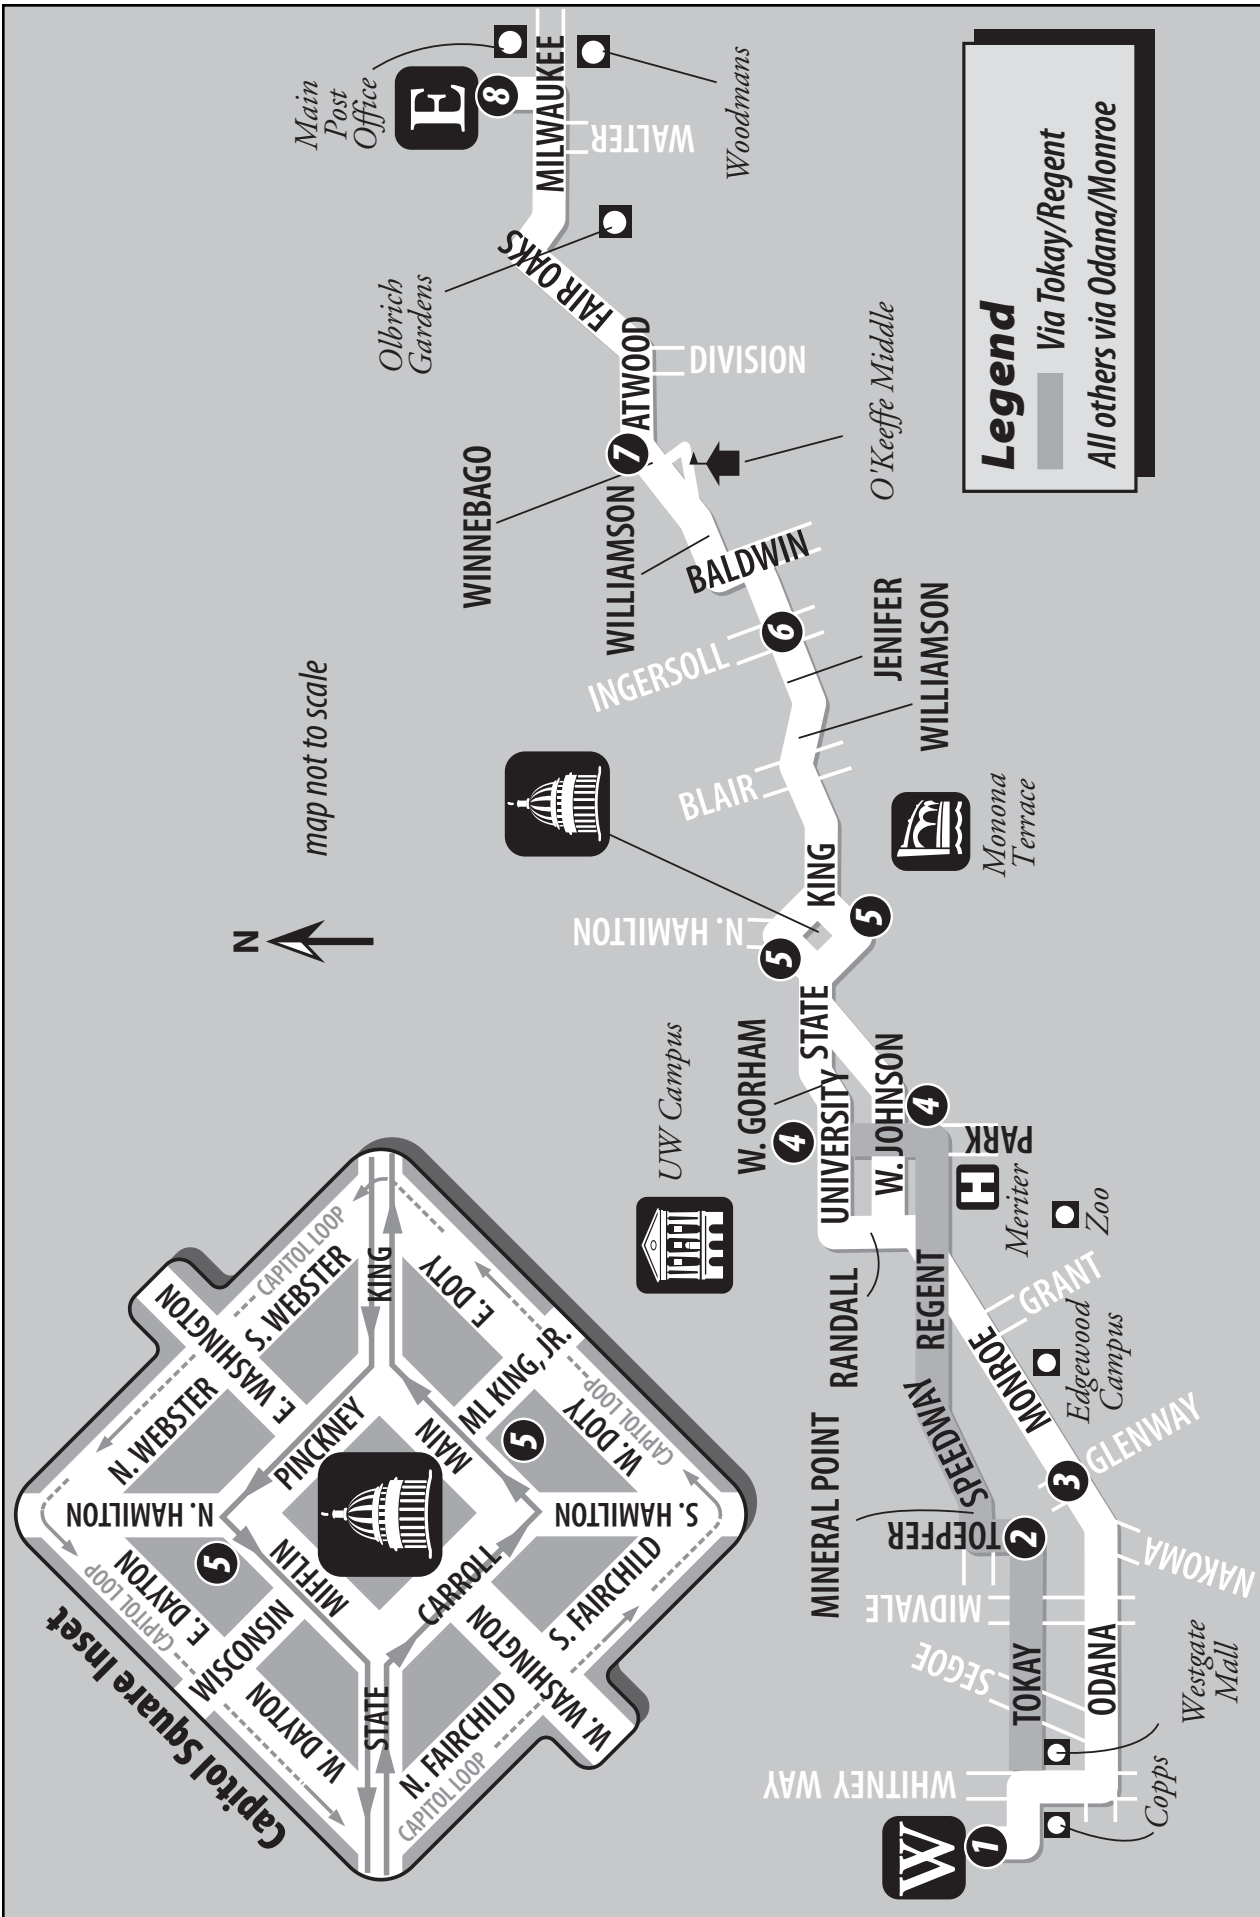 Capitol Square Inset
CAPITOL LOOP
E. DAYTON
WISCONSIN
W. DAYTON
N. HAMILTON
N. WEBSTER
E. WASHINGTON
S. WEBSTER
CAPITOL LOOP
5
MIFFLIN
PINCKNEY
STATE
KING
CARROLL
MAIN
E. DOTY
ML KING, JR.
5
W. DOTY
CAPITOL LOOP
N. FAIRCHILD
CAPITOL LOOP
W. WASHINGTON
S. FAIRCHILD
S. HAMILTON
N
map not to scale
Main
Post
Office
E
8
MILWAUKEE
WALTER
Woodmans
Olbrich
Gardens
FAIR OAKS
ATWOOD
DIVISION
WINNEBAGO
7
WILLIAMSON
O'Keeffe Middle
BALDWIN
INGERSOLL
6
JENIFER
WILLIAMSON
BLAIR
KING
Monona
Terrace
N. HAMILTON
5
5
STATE
UW Campus
W. GORHAM
4
UNIVERSITY
W. JOHNSON
4
PARK
H
Meriter
Zoo
RANDALL
REGENT
GRANT
MONROE
Edgewood
Campus
MINERAL POINT
SPEEDWAY
GLENWAY
3
TOEPFER
2
NAKOMA
MIDVALE
SEGOE
TOKAY
ODANA
Westgate
Mall
WHITNEY WAY
W
1
Copps
Legend
Via Tokay/Regent
All others via Odana/Monroe